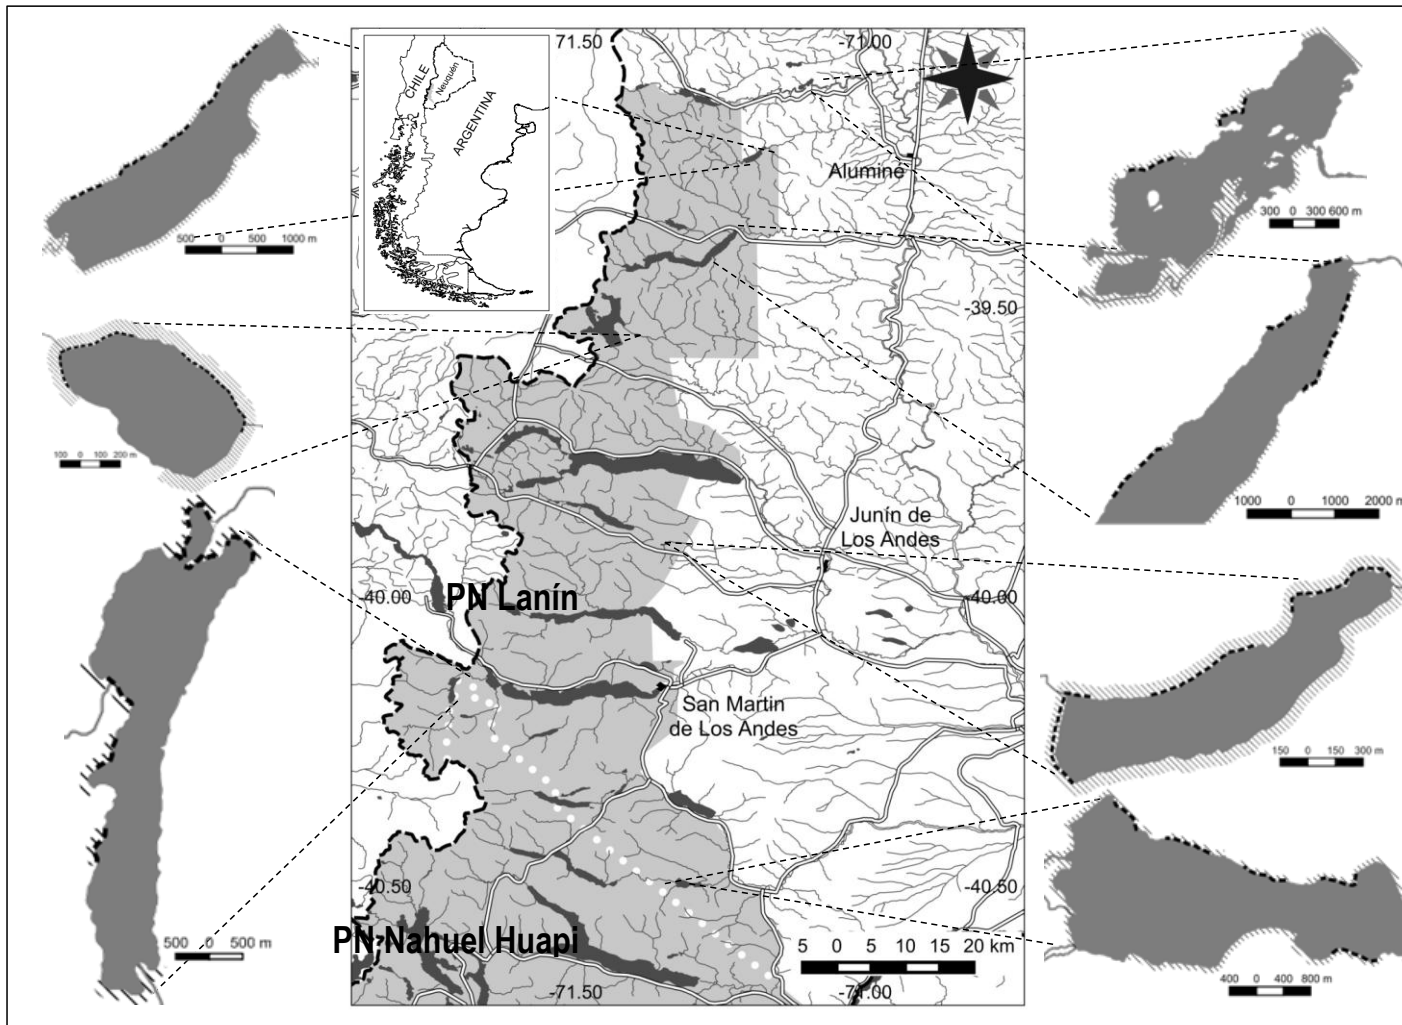 71.50
-71.00
CHILE
Neuquén
ARGENTINA
Alumine
500 0 500 1000 m
300 0 300 600 m
-39.50
100 0 100 200 m
1000 0 1000 2000 m
Junín de
Los Andes
-40.00
-40.00
PN Lanín
San Martin
de Los Andes
150 0 150 300 m
-40.50
-40.50
PN Nahuel Huapi
500 0 500 m
5 0 5 10 15 20 km
400 0 400 800 m
-71.50
-71.00